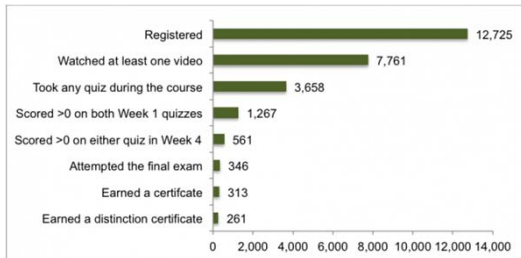 Registered 12,725
Watched at least one video 7,761
Took any quiz during the course 3,658
Scored >0 on both Week 1 quizzes 1,267
Scored >0 on either quiz in Week 4 561
Attempted the final exam 346
Earned a certifcate 313
Earned a distinction certificate 261
0 2,000 4,000 6,000 8,000 10,000 12,000 14,000